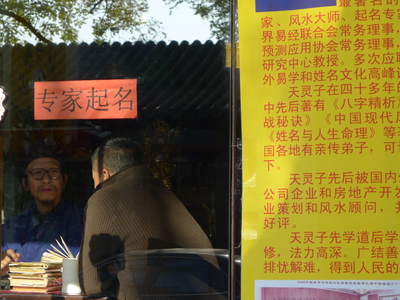 专家起名
最著名的
家、风水大师、起名专
界易经联合会常务理事，
预测应用协会常务理事，
研究中心教授。多次应
外易学和姓名文化高峰
天灵子在四十多年的
中先后著有《八字精析》
战秘诀》《中国现代
《姓名与人生命理》等
国各地有亲传弟子，可
下。
天灵子先后被国内
公司企业和房地产开
业策划和风水顾问，并
好评。
天灵子先学道后学
修，法力高深。广结善
排忧解难，得到人民的